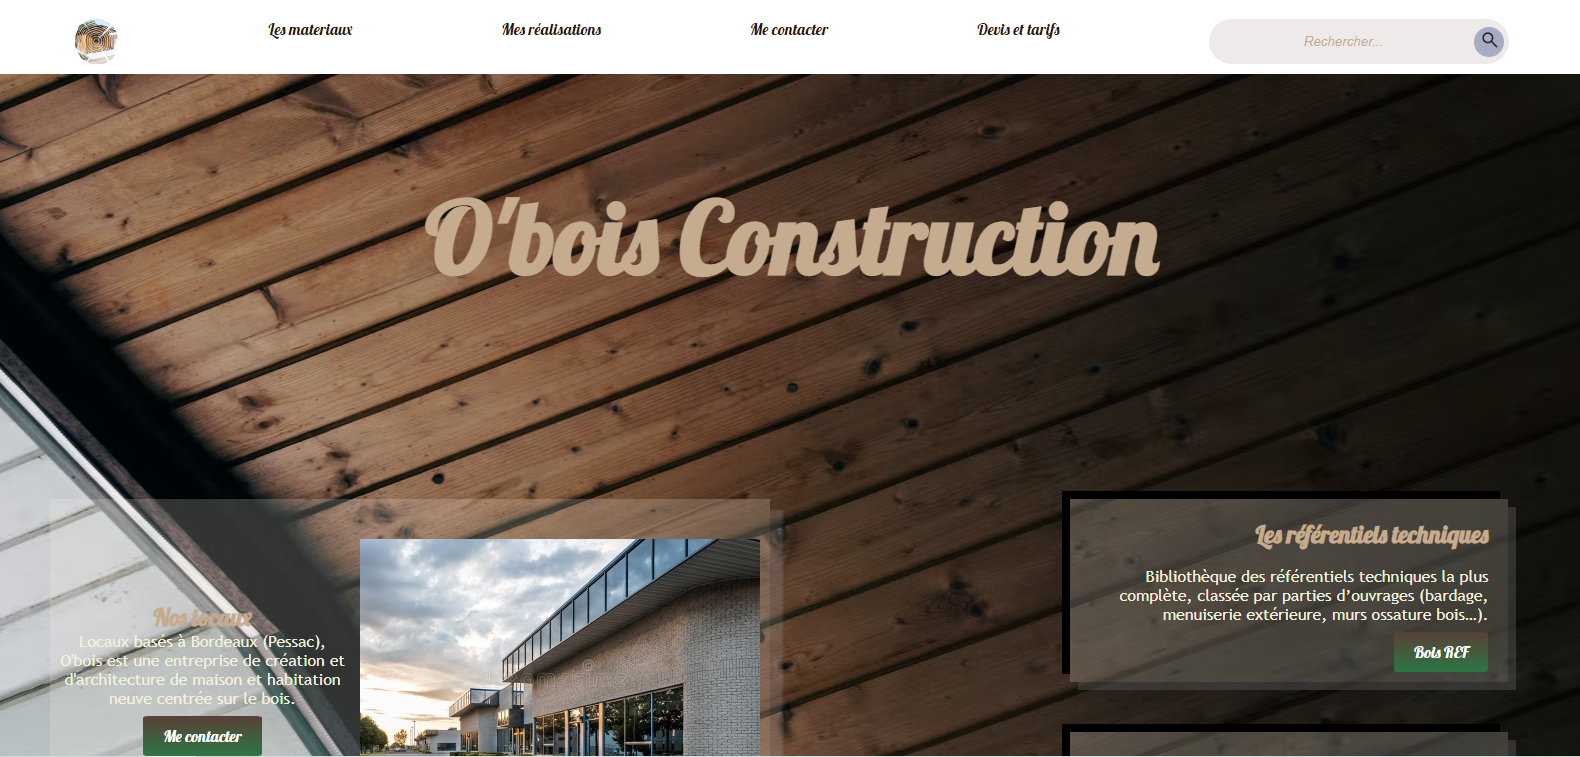 Les materiaux
Mes réalisations
Me contacter
Devis et tarifs
Rechercher...
O'bois Construction
Nos locaux
Locaux basés à Bordeaux (Pessac),
O'bois est une entreprise de création et
d'architecture de maison et habitation
neuve centrée sur le bois.
Me contacter
Les référentiels techniques
Bibliothèque des référentiels techniques la plus
complète, classée par parties d’ouvrages (bardage,
menuiserie extérieure, murs ossature bois...).
Bois REF